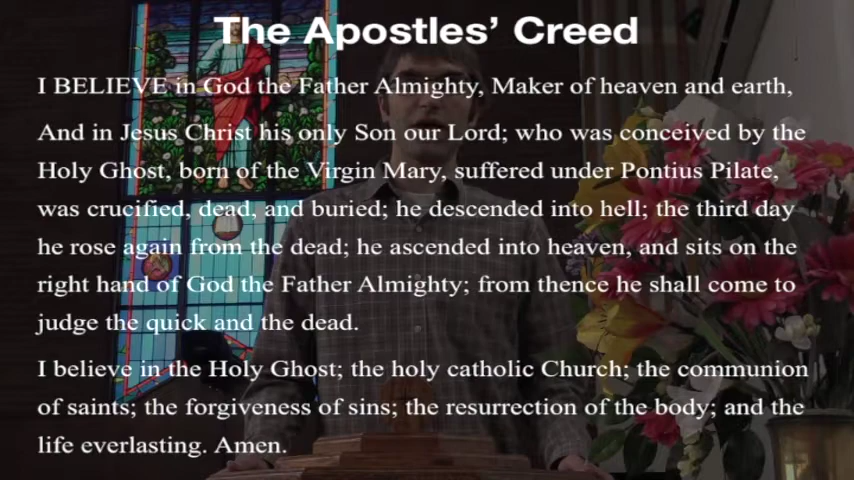 The Apostles’ Creed
I BELIEVE in God the Father Almighty, Maker of heaven and earth,
And in Jesus Christ his only Son our Lord; who was conceived by the
Holy Ghost, born of the Virgin Mary, suffered under Pontius Pilate,
was crucified, dead, and buried; he descended into hell; the third day
he rose again from the dead; he ascended into heaven, and sits on the
right hand of God the Father Almighty; from thence he shall come to
judge the quick and the dead.
I believe in the Holy Ghost; the holy catholic Church; the communion
of saints; the forgiveness of sins; the resurrection of the body; and the
life everlasting. Amen.